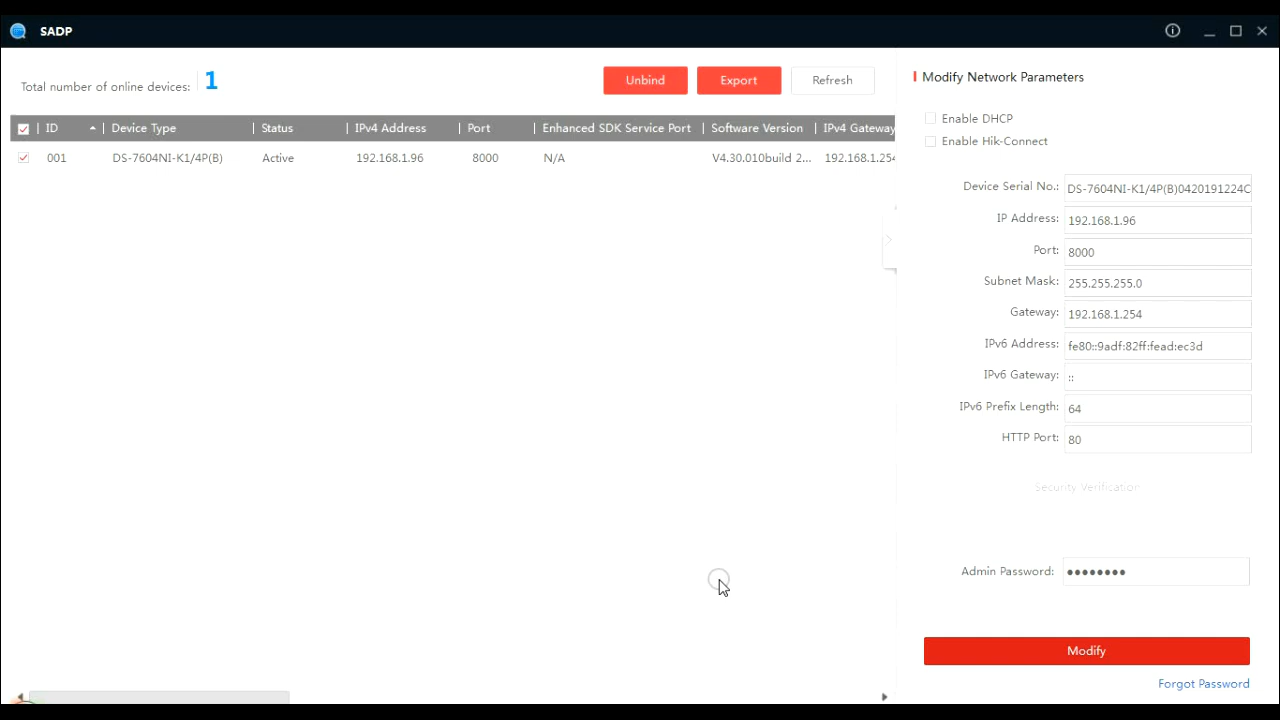 SADP
Total number of online devices: 1
Unbind
Export
Refresh
ID Device Type Status IPv4 Address Port Enhanced SDK Service Port Software Version IPv4 Gateway
001 DS-7604NI-K1/4P(B) Active 192.168.1.96 8000 N/A V4.30.010build 2... 192.168.1.254
Modify Network Parameters
Enable DHCP
Enable Hik-Connect
Device Serial No.: DS-7604NI-K1/4P(B)0420191224C
IP Address: 192.168.1.96
Port: 8000
Subnet Mask: 255.255.255.0
Gateway: 192.168.1.254
IPv6 Address: fe80::9adf:82ff:fead:ec3d
IPv6 Gateway: ::
IPv6 Prefix Length: 64
HTTP Port: 80
Security Verification
Admin Password: ●●●●●●●●
Modify
Forgot Password